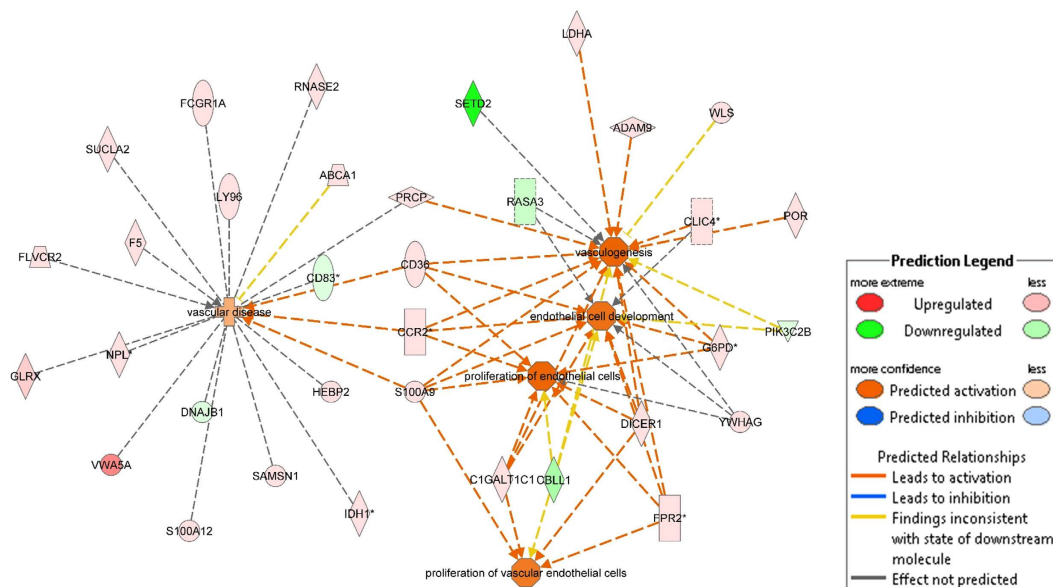 LDHA
RNASE2
FCGR1A
SETD2
WLS
ADAM9
SUCLA2
ABCA1
LY96
PRCP
RASA3
CLIC4*
POR
F5
FLVCR2
CD83*
CD36
vasculogenesis
vascular disease
endothelial cell development
CCR2*
PIK3C2B
G6PD*
NPL*
GLRX
proliferation of endothelial cells
HEBP2
S100A9
DNAJB1
DICER1
YWHAG
VWA5A
SAMSN1
C1GALT1C1
CBLL1
S100A12
IDH1*
FPR2*
proliferation of vascular endothelial cells
Prediction Legend
more extreme less
Upregulated
Downregulated
more confidence less
Predicted activation
Predicted inhibition
Predicted Relationships
Leads to activation
Leads to inhibition
Findings inconsistent
with state of downstream
molecule
Effect not predicted